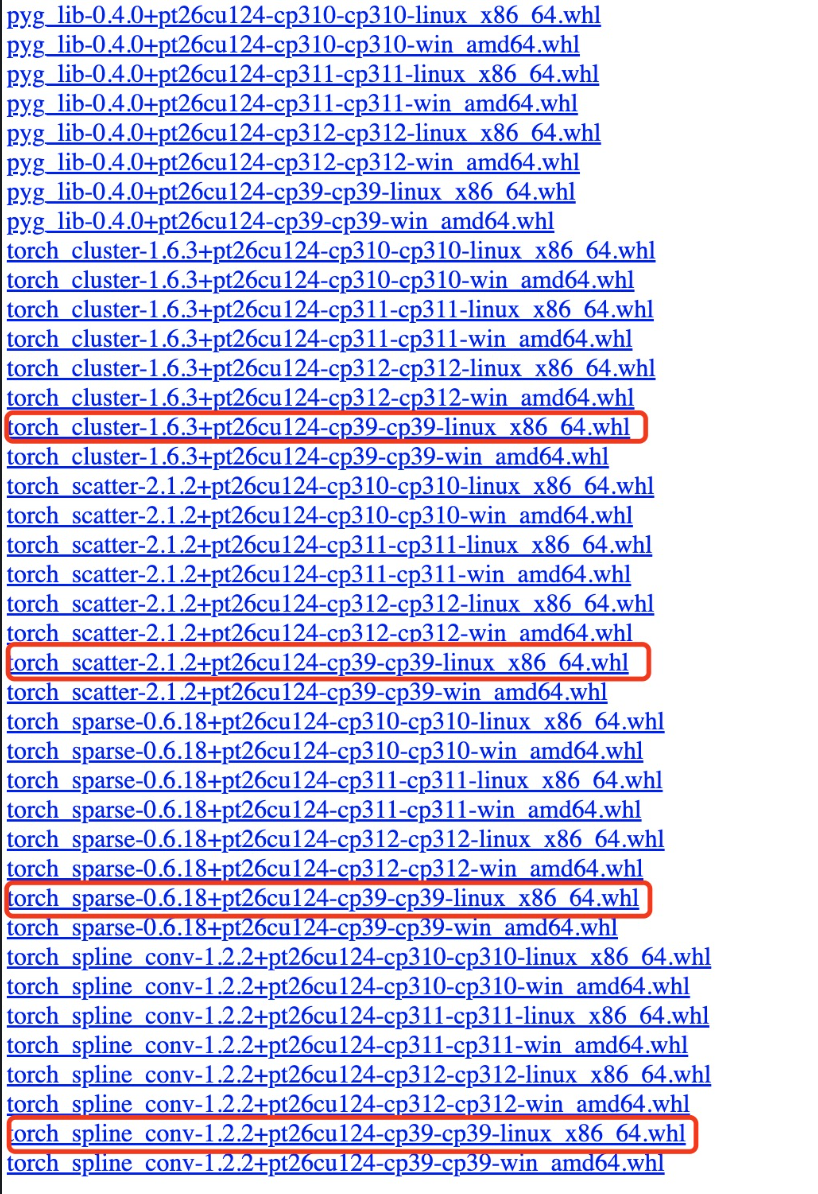 pyg_lib-0.4.0+pt26cu124-cp310-cp310-linux_x86_64.whl
pyg_lib-0.4.0+pt26cu124-cp310-cp310-win_amd64.whl
pyg_lib-0.4.0+pt26cu124-cp311-cp311-linux_x86_64.whl
pyg_lib-0.4.0+pt26cu124-cp311-cp311-win_amd64.whl
pyg_lib-0.4.0+pt26cu124-cp312-cp312-linux_x86_64.whl
pyg_lib-0.4.0+pt26cu124-cp312-cp312-win_amd64.whl
pyg_lib-0.4.0+pt26cu124-cp39-cp39-linux_x86_64.whl
pyg_lib-0.4.0+pt26cu124-cp39-cp39-win_amd64.whl
torch_cluster-1.6.3+pt26cu124-cp310-cp310-linux_x86_64.whl
torch_cluster-1.6.3+pt26cu124-cp310-cp310-win_amd64.whl
torch_cluster-1.6.3+pt26cu124-cp311-cp311-linux_x86_64.whl
torch_cluster-1.6.3+pt26cu124-cp311-cp311-win_amd64.whl
torch_cluster-1.6.3+pt26cu124-cp312-cp312-linux_x86_64.whl
torch_cluster-1.6.3+pt26cu124-cp312-cp312-win_amd64.whl
torch_cluster-1.6.3+pt26cu124-cp39-cp39-linux_x86_64.whl
torch_cluster-1.6.3+pt26cu124-cp39-cp39-win_amd64.whl
torch_scatter-2.1.2+pt26cu124-cp310-cp310-linux_x86_64.whl
torch_scatter-2.1.2+pt26cu124-cp310-cp310-win_amd64.whl
torch_scatter-2.1.2+pt26cu124-cp311-cp311-linux_x86_64.whl
torch_scatter-2.1.2+pt26cu124-cp311-cp311-win_amd64.whl
torch_scatter-2.1.2+pt26cu124-cp312-cp312-linux_x86_64.whl
torch_scatter-2.1.2+pt26cu124-cp312-cp312-win_amd64.whl
torch_scatter-2.1.2+pt26cu124-cp39-cp39-linux_x86_64.whl
torch_scatter-2.1.2+pt26cu124-cp39-cp39-win_amd64.whl
torch_sparse-0.6.18+pt26cu124-cp310-cp310-linux_x86_64.whl
torch_sparse-0.6.18+pt26cu124-cp310-cp310-win_amd64.whl
torch_sparse-0.6.18+pt26cu124-cp311-cp311-linux_x86_64.whl
torch_sparse-0.6.18+pt26cu124-cp311-cp311-win_amd64.whl
torch_sparse-0.6.18+pt26cu124-cp312-cp312-linux_x86_64.whl
torch_sparse-0.6.18+pt26cu124-cp312-cp312-win_amd64.whl
torch_sparse-0.6.18+pt26cu124-cp39-cp39-linux_x86_64.whl
torch_sparse-0.6.18+pt26cu124-cp39-cp39-win_amd64.whl
torch_spline_conv-1.2.2+pt26cu124-cp310-cp310-linux_x86_64.whl
torch_spline_conv-1.2.2+pt26cu124-cp310-cp310-win_amd64.whl
torch_spline_conv-1.2.2+pt26cu124-cp311-cp311-linux_x86_64.whl
torch_spline_conv-1.2.2+pt26cu124-cp311-cp311-win_amd64.whl
torch_spline_conv-1.2.2+pt26cu124-cp312-cp312-linux_x86_64.whl
torch_spline_conv-1.2.2+pt26cu124-cp312-cp312-win_amd64.whl
torch_spline_conv-1.2.2+pt26cu124-cp39-cp39-linux_x86_64.whl
torch_spline_conv-1.2.2+pt26cu124-cp39-cp39-win_amd64.whl